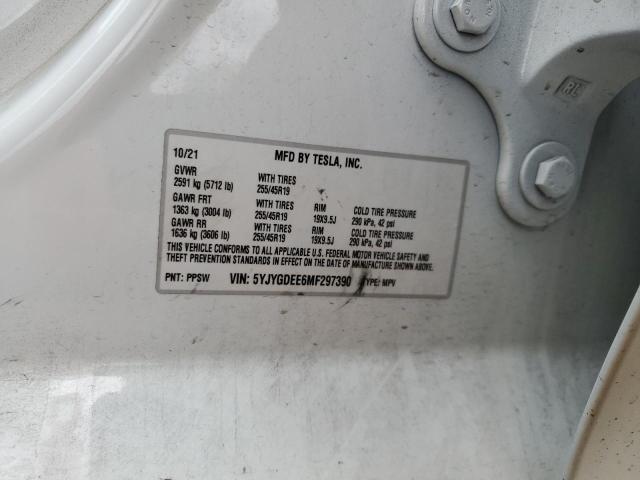 10/21 MFD BY TESLA, INC.
GVWR WITH TIRES
2591 kg (5712 lb) 255/45R19
GAWR FRT WITH TIRES RIM COLD TIRE PRESSURE
1363 kg (3004 lb) 255/45R19 19X9.5J 290 kPa, 42 psi
GAWR RR WITH TIRES RIM COLD TIRE PRESSURE
1636 kg (3606 lb) 255/45R19 19X9.5J 290 kPa, 42 psi
THIS VEHICLE CONFORMS TO ALL APPLICABLE U.S. FEDERAL MOTOR VEHICLE SAFETY AND
THEFT PREVENTION STANDARDS IN EFFECT ON THE DATE OF MANUFACTURE SHOWN ABOVE.
PNT: PPSW VIN: 5YJYGDEE6MF297390 TYPE: MPV